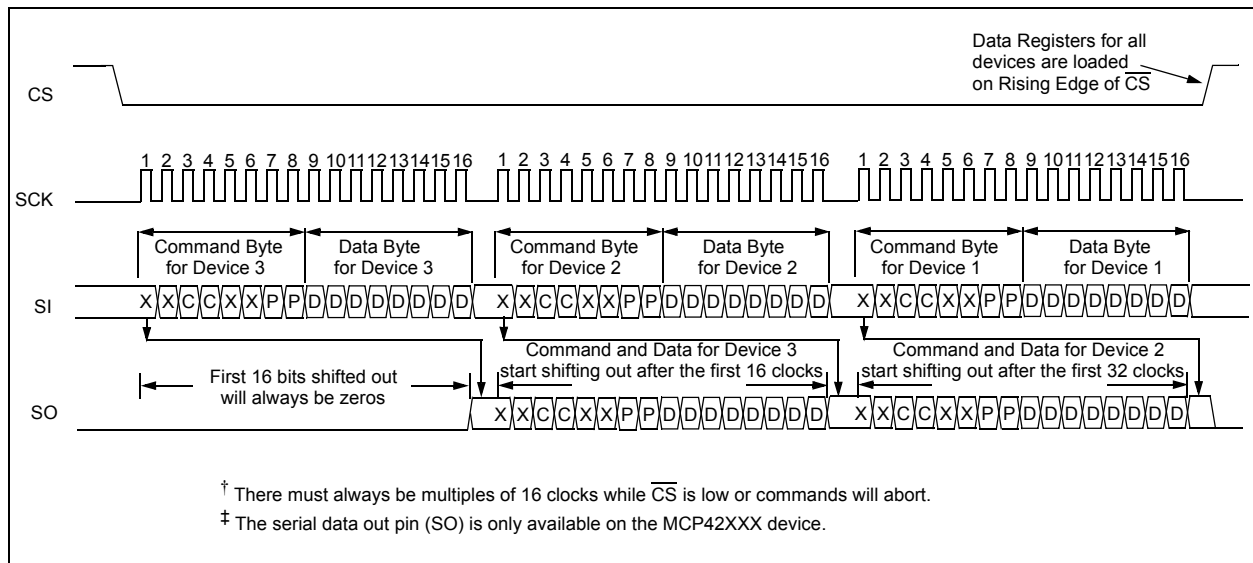 Data Registers for all
devices are loaded
on Rising Edge of CS
CS
1 2 3 4 5 6 7 8 9 10 11 12 13 14 15 16 1 2 3 4 5 6 7 8 9 10 11 12 13 14 15 16 1 2 3 4 5 6 7 8 9 10 11 12 13 14 15 16
SCK
Command Byte
for Device 3
Data Byte
for Device 3
Command Byte
for Device 2
Data Byte
for Device 2
Command Byte
for Device 1
Data Byte
for Device 1
SI
X X C C X X P P D D D D D D D D X X C C X X P P D D D D D D D D X X C C X X P P D D D D D D D D
First 16 bits shifted out
will always be zeros
Command and Data for Device 3
start shifting out after the first 16 clocks
Command and Data for Device 2
start shifting out after the first 32 clocks
SO
X X C C X X P P D D D D D D D D X X C C X X P P D D D D D D D D
† There must always be multiples of 16 clocks while CS is low or commands will abort.
‡ The serial data out pin (SO) is only available on the MCP42XXX device.